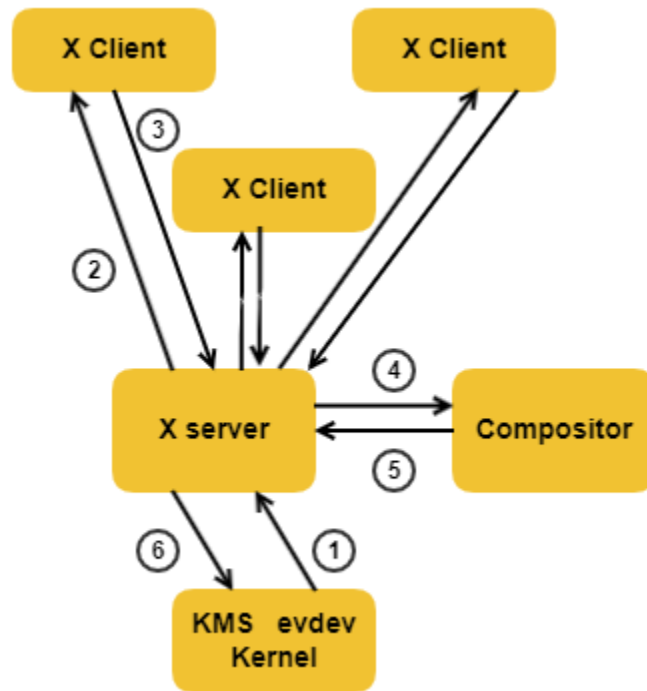 X Client
X Client
3
X Client
2
4
X server
Compositor
5
6
1
KMS evdev
Kernel